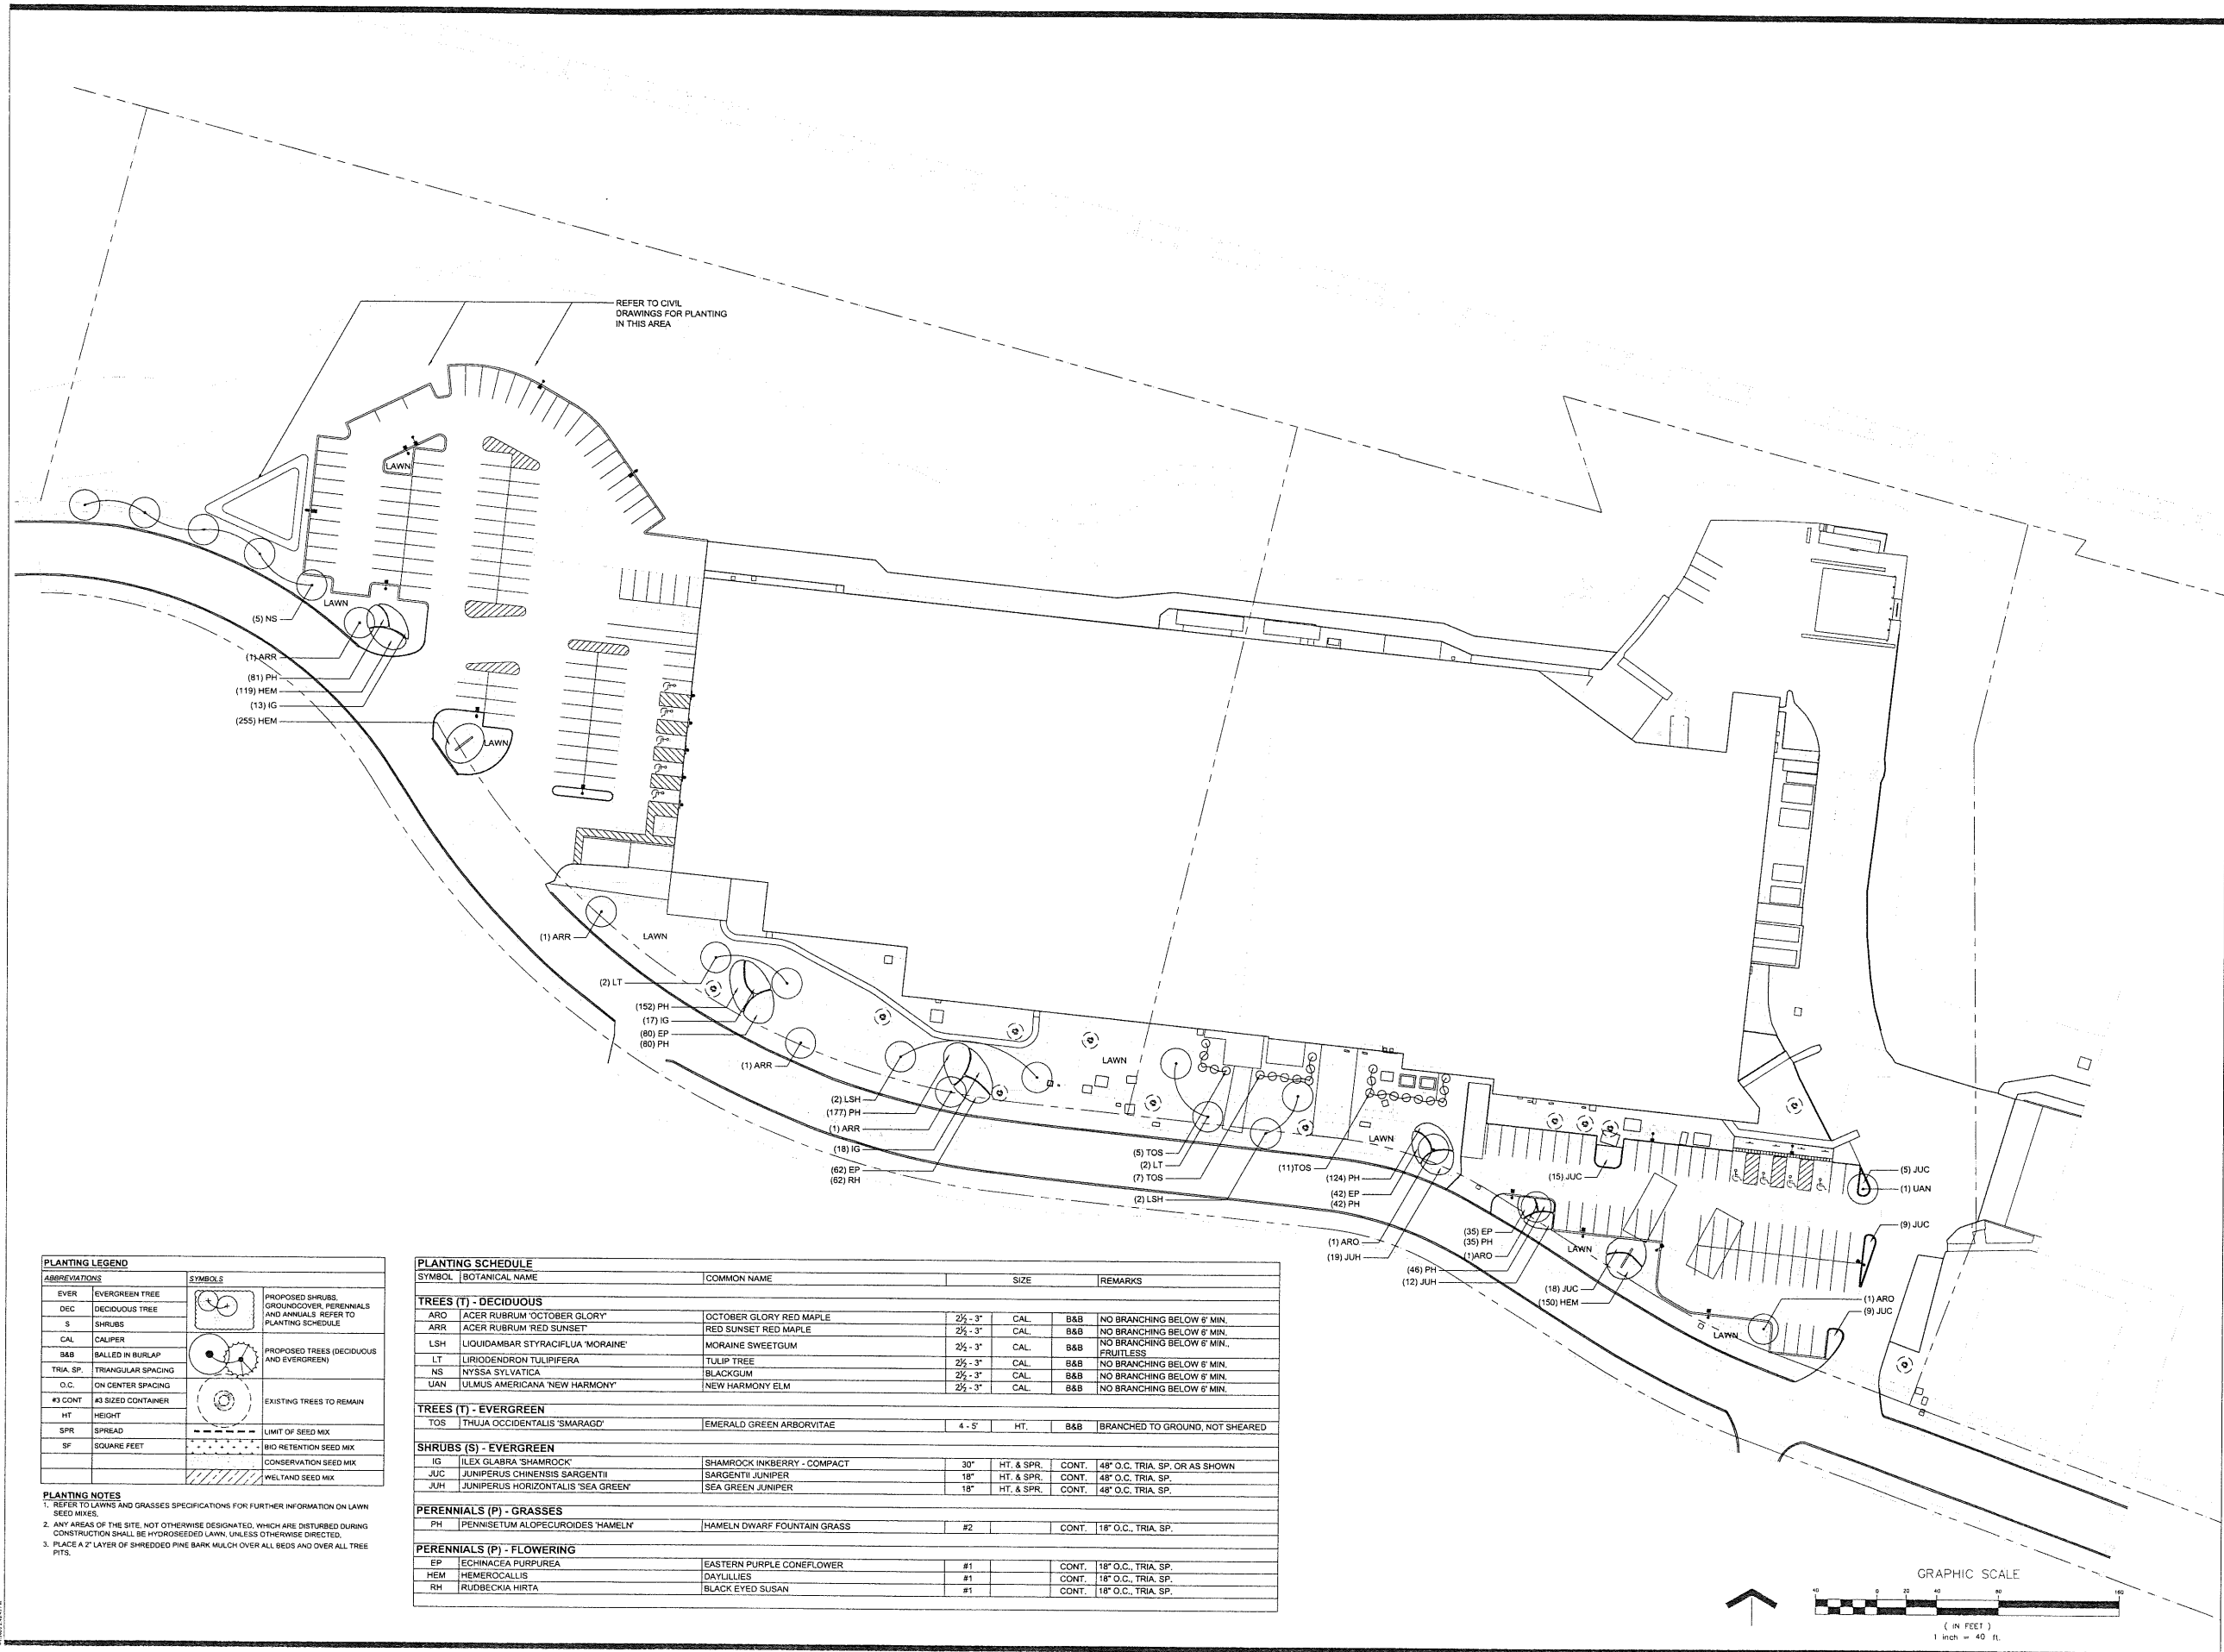 REFER TO CIVIL
DRAWINGS FOR PLANTING
IN THIS AREA
LAWN
(5) NS
LAWN
(1) ARR
(81) PH
(119) HEM
(13) IG
(255) HEM
LAWN
(1) ARR
LAWN
(2) LT
(152) PH
(17) IG
(80) EP
(80) PH
(1) ARR
LAWN
(2) LSH
(177) PH
(1) ARR
(18) IG
(62) EP
(62) RH
(5) TOS
(2) LT
(7) TOS
(2) LSH
(11)TOS
LAWN
(124) PH
(42) EP
(42) PH
(1) ARO
(19) JUH
(15) JUC
(5) JUC
(1) UAN
(9) JUC
(35) EP
(35) PH
(1)ARO
(46) PH
(12) JUH
LAWN
(18) JUC
(150) HEM
(1) ARO
(9) JUC
LAWN
PLANTING LEGEND
ABBREVIATIONS SYMBOLS
EVER EVERGREEN TREE
DEC DECIDUOUS TREE
S SHRUBS
CAL CALIPER
B&B BALLED IN BURLAP
TRIA. SP. TRIANGULAR SPACING
O.C. ON CENTER SPACING
#3 CONT #3 SIZED CONTAINER
HT HEIGHT
SPR SPREAD
SF SQUARE FEET
PROPOSED SHRUBS,
GROUNDCOVER, PERENNIALS
AND ANNUALS. REFER TO
PLANTING SCHEDULE
PROPOSED TREES (DECIDUOUS
AND EVERGREEN)
EXISTING TREES TO REMAIN
LIMIT OF SEED MIX
BIO RETENTION SEED MIX
CONSERVATION SEED MIX
WELTAND SEED MIX
PLANTING NOTES
1. REFER TO LAWNS AND GRASSES SPECIFICATIONS FOR FURTHER INFORMATION ON LAWN
SEED MIXES.
2. ANY AREAS OF THE SITE, NOT OTHERWISE DESIGNATED, WHICH ARE DISTURBED DURING
CONSTRUCTION SHALL BE HYDROSEEDED LAWN, UNLESS OTHERWISE DIRECTED.
3. PLACE A 2" LAYER OF SHREDDED PINE BARK MULCH OVER ALL BEDS AND OVER ALL TREE
PITS.
PLANTING SCHEDULE
SYMBOL BOTANICAL NAME COMMON NAME SIZE REMARKS
TREES (T) - DECIDUOUS
ARO ACER RUBRUM 'OCTOBER GLORY' OCTOBER GLORY RED MAPLE 2½ - 3" CAL. B&B NO BRANCHING BELOW 6' MIN.
ARR ACER RUBRUM 'RED SUNSET' RED SUNSET RED MAPLE 2½ - 3" CAL. B&B NO BRANCHING BELOW 6' MIN.
LSH LIQUIDAMBAR STYRACIFLUA 'MORAINE' MORAINE SWEETGUM 2½ - 3" CAL. B&B NO BRANCHING BELOW 6' MIN.,
FRUITLESS
LT LIRIODENDRON TULIPIFERA TULIP TREE 2½ - 3" CAL. B&B NO BRANCHING BELOW 6' MIN.
NS NYSSA SYLVATICA BLACKGUM 2½ - 3" CAL. B&B NO BRANCHING BELOW 6' MIN.
UAN ULMUS AMERICANA 'NEW HARMONY' NEW HARMONY ELM 2½ - 3" CAL. B&B NO BRANCHING BELOW 6' MIN.
TREES (T) - EVERGREEN
TOS THUJA OCCIDENTALIS 'SMARAGD' EMERALD GREEN ARBORVITAE 4 - 5' HT. B&B BRANCHED TO GROUND, NOT SHEARED
SHRUBS (S) - EVERGREEN
IG ILEX GLABRA 'SHAMROCK' SHAMROCK INKBERRY - COMPACT 30" HT. & SPR. CONT. 48" O.C. TRIA. SP. OR AS SHOWN
JUC JUNIPERUS CHINENSIS SARGENTII SARGENTII JUNIPER 18" HT. & SPR. CONT. 48" O.C. TRIA. SP.
JUH JUNIPERUS HORIZONTALIS 'SEA GREEN' SEA GREEN JUNIPER 18" HT. & SPR. CONT. 48" O.C. TRIA. SP.
PERENNIALS (P) - GRASSES
PH PENNISETUM ALOPECUROIDES 'HAMELN' HAMELN DWARF FOUNTAIN GRASS #2 CONT. 18" O.C., TRIA. SP.
PERENNIALS (P) - FLOWERING
EP ECHINACEA PURPUREA EASTERN PURPLE CONEFLOWER #1 CONT. 18" O.C., TRIA. SP.
HEM HEMEROCALLIS DAYLILLIES #1 CONT. 18" O.C., TRIA. SP.
RH RUDBECKIA HIRTA BLACK EYED SUSAN #1 CONT. 18" O.C., TRIA. SP.
GRAPHIC SCALE
40 0 20 40 80 160
( IN FEET )
1 inch = 40 ft.